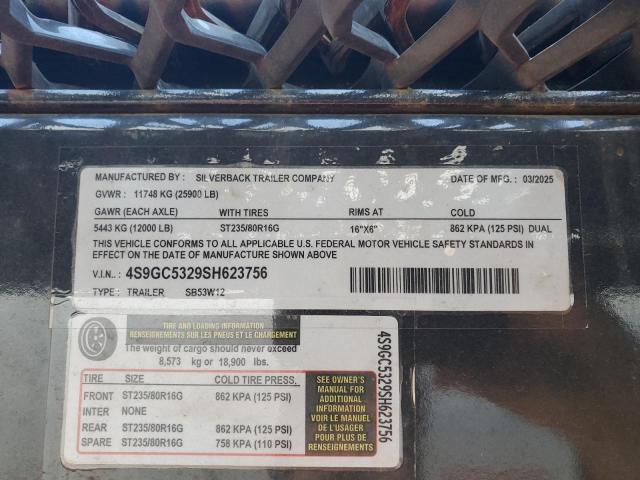 MANUFACTURED BY : SILVERBACK TRAILER COMPANY DATE OF MFG. : 03/2025
GVWR : 11748 KG (25900 LB)
GAWR (EACH AXLE) WITH TIRES RIMS AT COLD
5443 KG (12000 LB) ST235/80R16G 16"X6" 862 KPA (125 PSI) DUAL
THIS VEHICLE CONFORMS TO ALL APPLICABLE U.S. FEDERAL MOTOR VEHICLE SAFETY STANDARDS IN
EFFECT ON THE DATE OF MANUFACTURE SHOWN ABOVE
V.I.N.: 4S9GC5329SH623756
TYPE : TRAILER SB53W12
TIRE AND LOADING INFORMATION
RENSEIGNEMENTS SUR LES PNEUS ET LE CHARGEMENT
The weight of cargo should never exceed
8,573 kg or 18,900 lbs.
TIRE SIZE COLD TIRE PRESS.
FRONT ST235/80R16G 862 KPA (125 PSI)
INTER NONE
REAR ST235/80R16G 862 KPA (125 PSI)
SPARE ST235/80R16G 758 KPA (110 PSI)
SEE OWNER'S
MANUAL FOR
ADDITIONAL
INFORMATION
VOIR LE
MANUEL DE
L'USAGER
POUR PLUS DE
RENSEIGNEMENTS
4S9GC5329SH623756